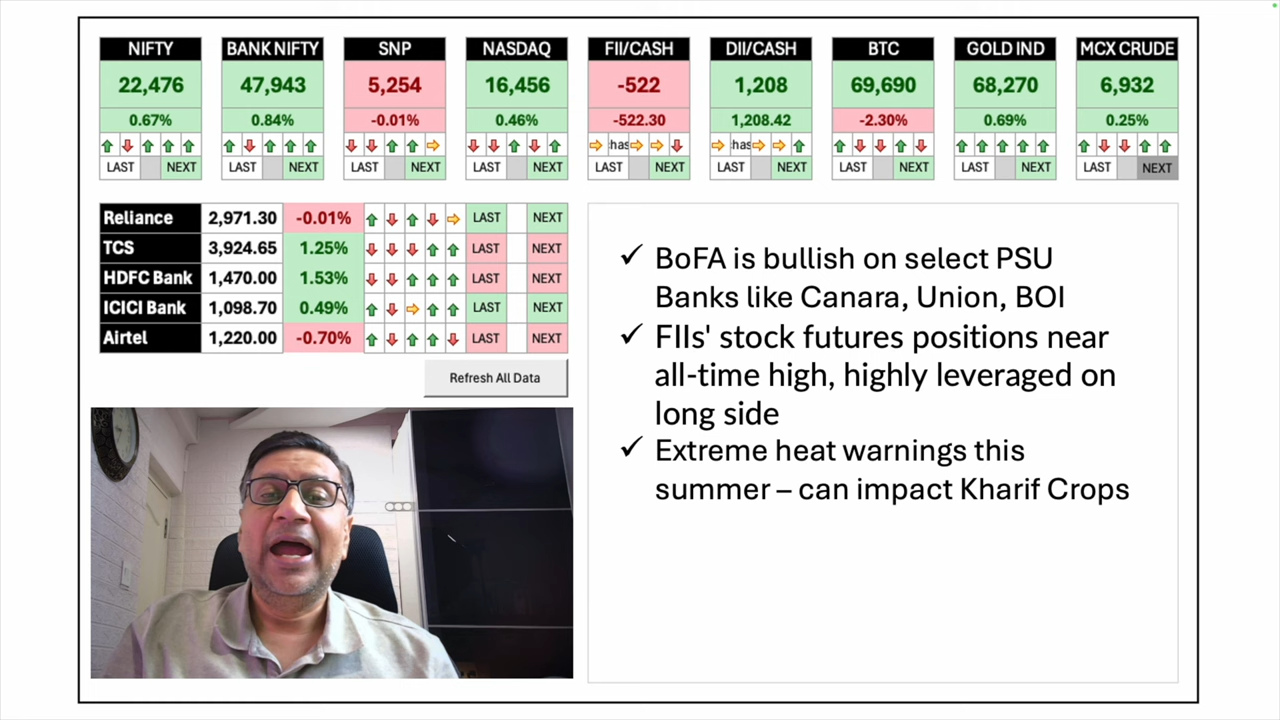 NIFTY BANK NIFTY SNP NASDAQ FII/CASH DII/CASH BTC GOLD IND MCX CRUDE
22,476 47,943 5,254 16,456 -522 1,208 69,690 68,270 6,932
0.67% 0.84% -0.01% 0.46% -522.30 1,208.42 -2.30% 0.69% 0.25%
LAST NEXT LAST NEXT LAST NEXT LAST NEXT LAST NEXT LAST NEXT LAST NEXT LAST NEXT LAST NEXT
Reliance 2,971.30 -0.01% LAST NEXT
TCS 3,924.65 1.25% LAST NEXT
HDFC Bank 1,470.00 1.53% LAST NEXT
ICICI Bank 1,098.70 0.49% LAST NEXT
Airtel 1,220.00 -0.70% LAST NEXT
Refresh All Data
BoFA is bullish on select PSU
Banks like Canara, Union, BOI
FIIs' stock futures positions near
all-time high, highly leveraged on
long side
Extreme heat warnings this
summer – can impact Kharif Crops